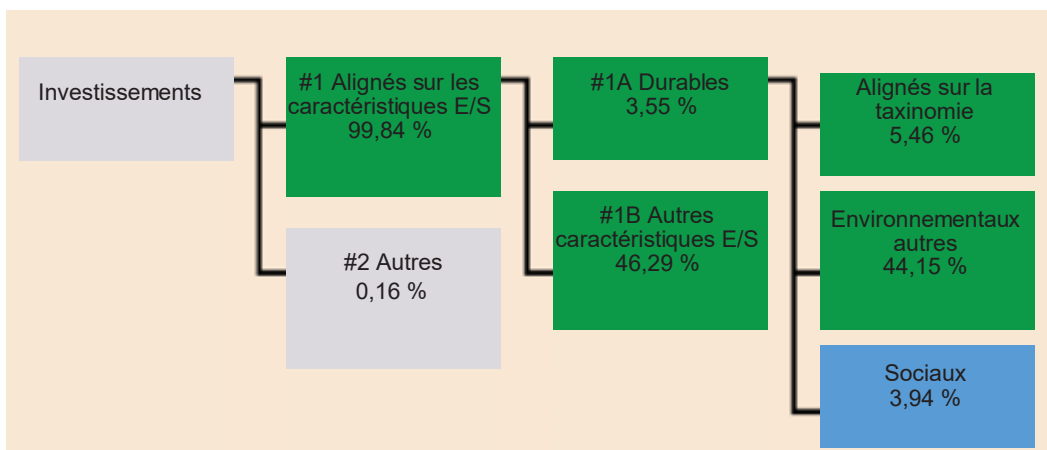 Investissements
#1 Alignés sur les
caractéristiques E/S
99,84 %
#2 Autres
0,16 %
#1A Durables
3,55 %
#1B Autres
caractéristiques E/S
46,29 %
Alignés sur la
taxinomie
5,46 %
Environnementaux
autres
44,15 %
Sociaux
3,94 %